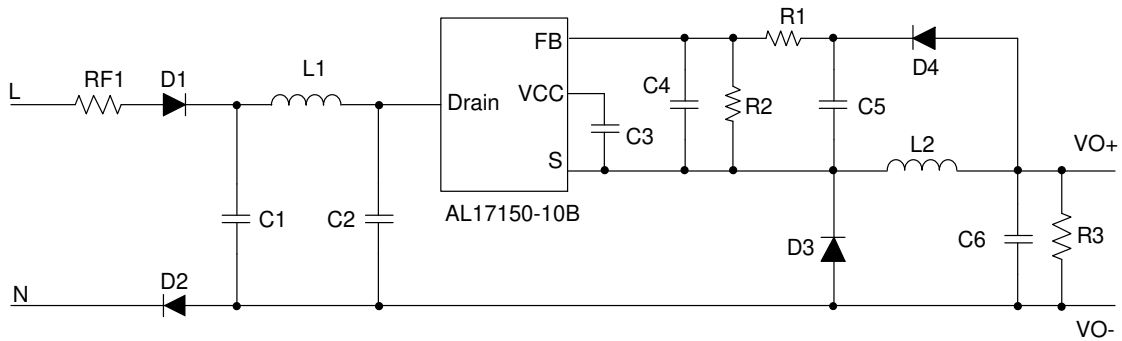 R1
FB
D4
L1
RF1
D1
L
C4
VCC
Drain
R2
C5
C3
L2
VO+
S
AL17150-10B
C1
C2
D3
C6
R3
N
D2
VO-